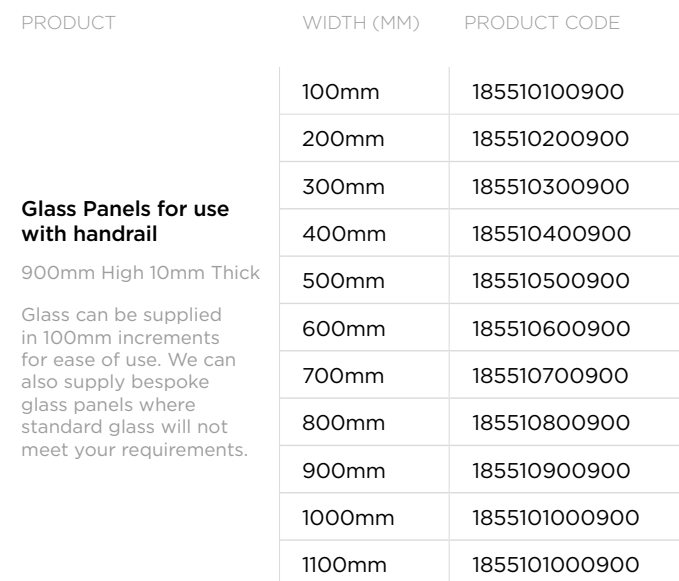 PRODUCT WIDTH (MM) PRODUCT CODE
100mm 185510100900
200mm 185510200900
300mm 185510300900
Glass Panels for use
with handrail
400mm 185510400900
900mm High 10mm Thick
500mm 185510500900
Glass can be supplied
in 100mm increments
for ease of use. We can
also supply bespoke
glass panels where
standard glass will not
meet your requirements.
600mm 185510600900
700mm 185510700900
800mm 185510800900
900mm 185510900900
1000mm 1855101000900
1100mm 1855101000900